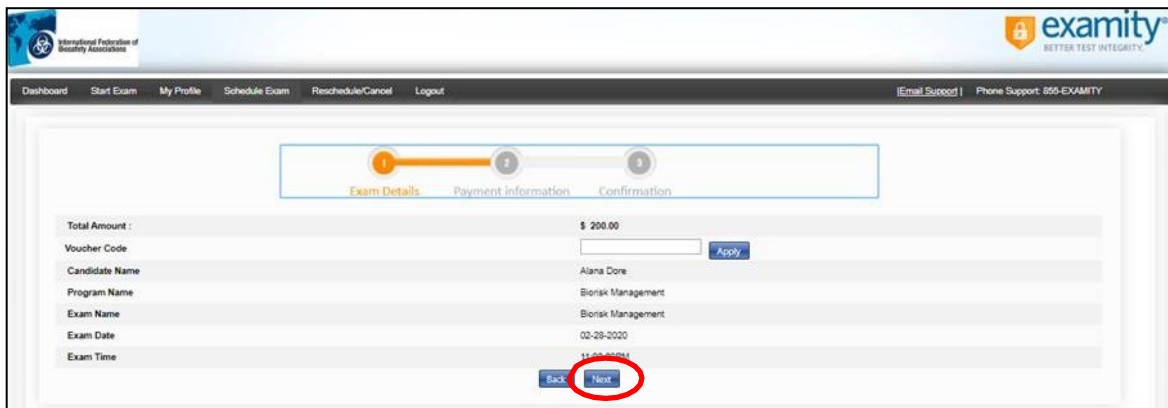 International Federation of
Biosafety Associations
examity®
BETTER TEST INTEGRITY.
Dashboard Start Exam My Profile Schedule Exam Reschedule/Cancel Logout |Email Support| Phone Support: 855-EXAMITY
1 2 3
Exam Details Payment information Confirmation
Total Amount : $ 200.00
Voucher Code Apply
Candidate Name Alana Dore
Program Name Biorisk Management
Exam Name Biorisk Management
Exam Date 02-28-2020
Exam Time
Back Next